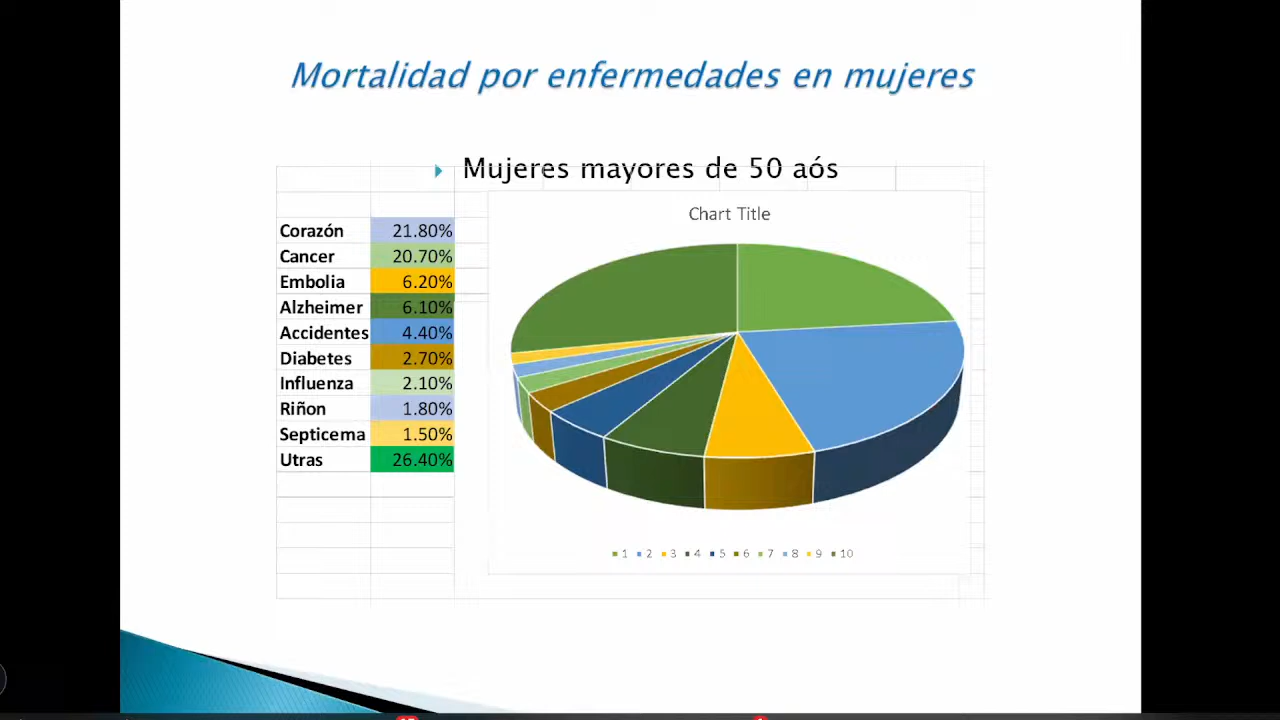 Mortalidad por enfermedades en mujeres
Mujeres mayores de 50 aós
Chart Title
Corazón 21.80%
Cancer 20.70%
Embolia 6.20%
Alzheimer 6.10%
Accidentes 4.40%
Diabetes 2.70%
Influenza 2.10%
Riñon 1.80%
Septicema 1.50%
Utras 26.40%
1 2 3 4 5 6 7 8 9 10